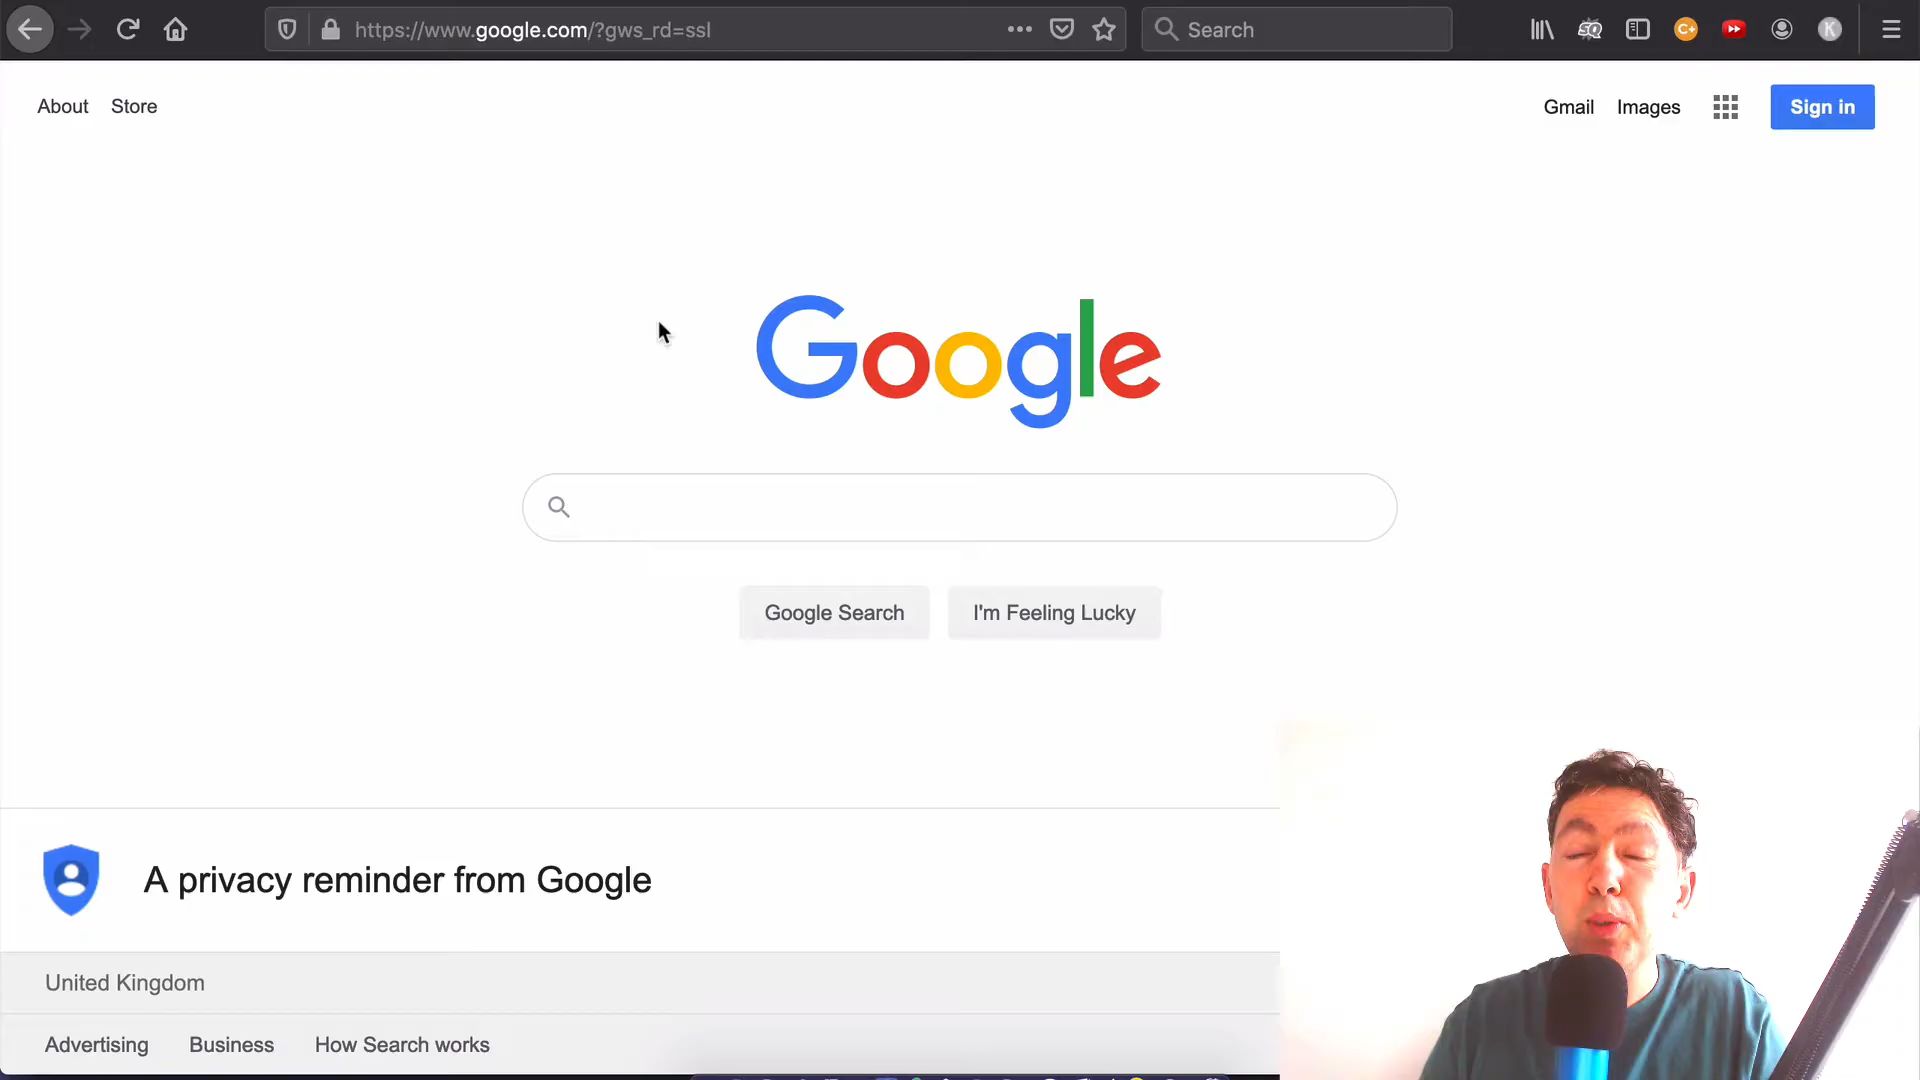 https://www.google.com/?gws_rd=ssl
Search
C+
K
About Store
Gmail Images
Sign in
Google
Google Search
I'm Feeling Lucky
A privacy reminder from Google
United Kingdom
Advertising Business How Search works